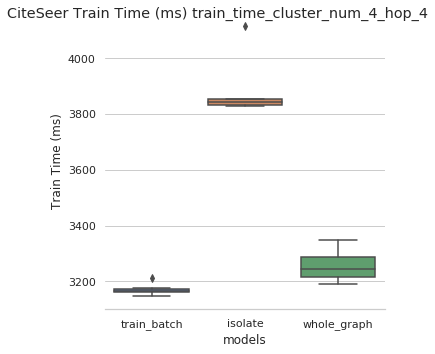 CiteSeer Train Time (ms) train_time_cluster_num_4_hop_4
4000
3800
3600
3400
3200
Train Time (ms)
train_batch isolate whole_graph
models